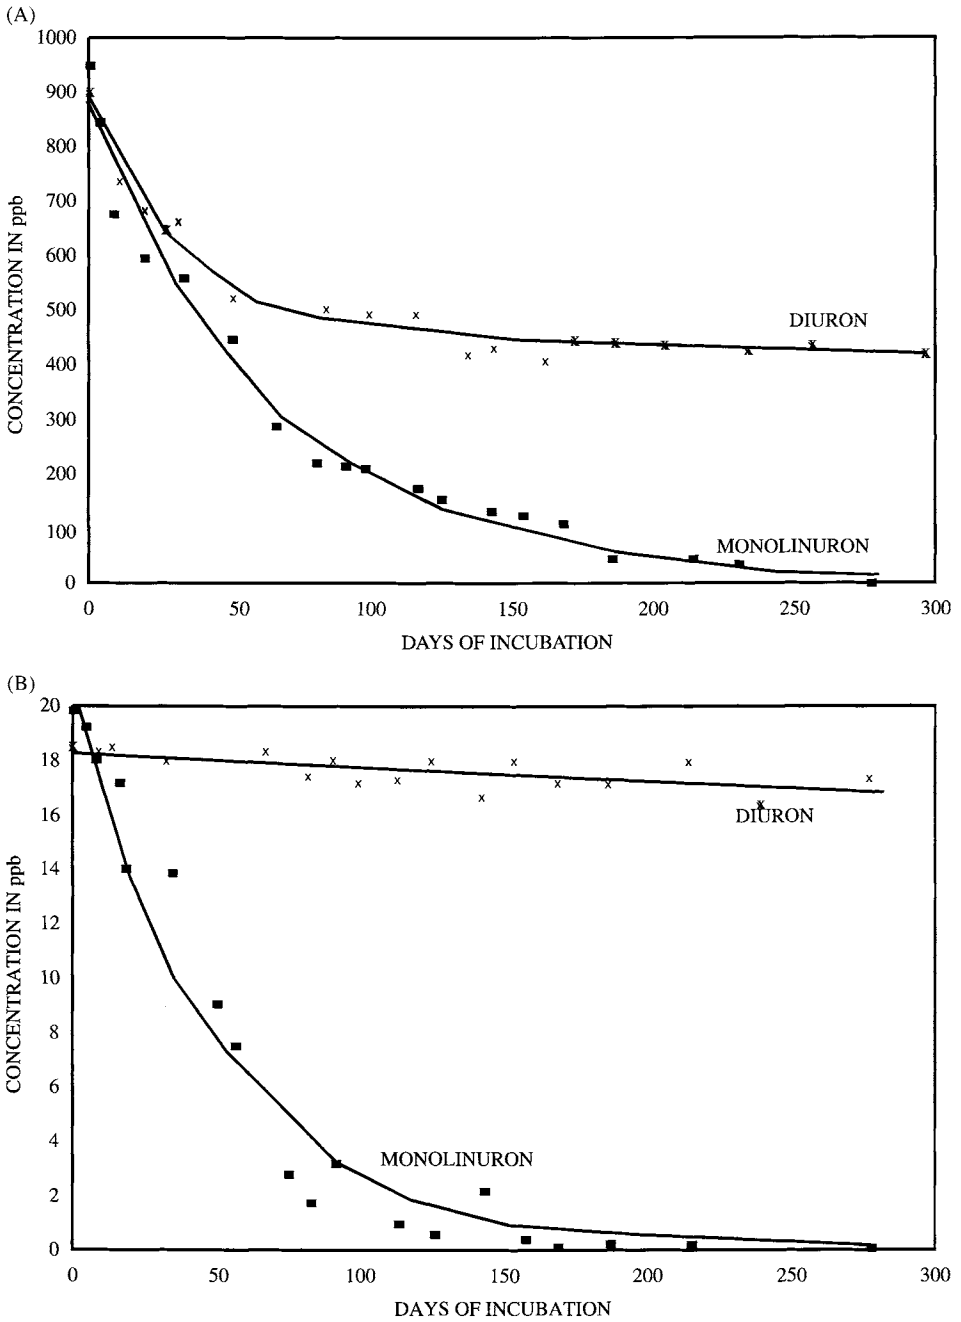 (A)
1000
900
800
700
600
500
400
300
200
100
0
CONCENTRATION IN ppb
DIURON
MONOLINURON
0 50 100 150 200 250 300
DAYS OF INCUBATION
(B)
20
18
16
14
12
10
8
6
4
2
0
CONCENTRATION IN ppb
DIURON
MONOLINURON
0 50 100 150 200 250 300
DAYS OF INCUBATION